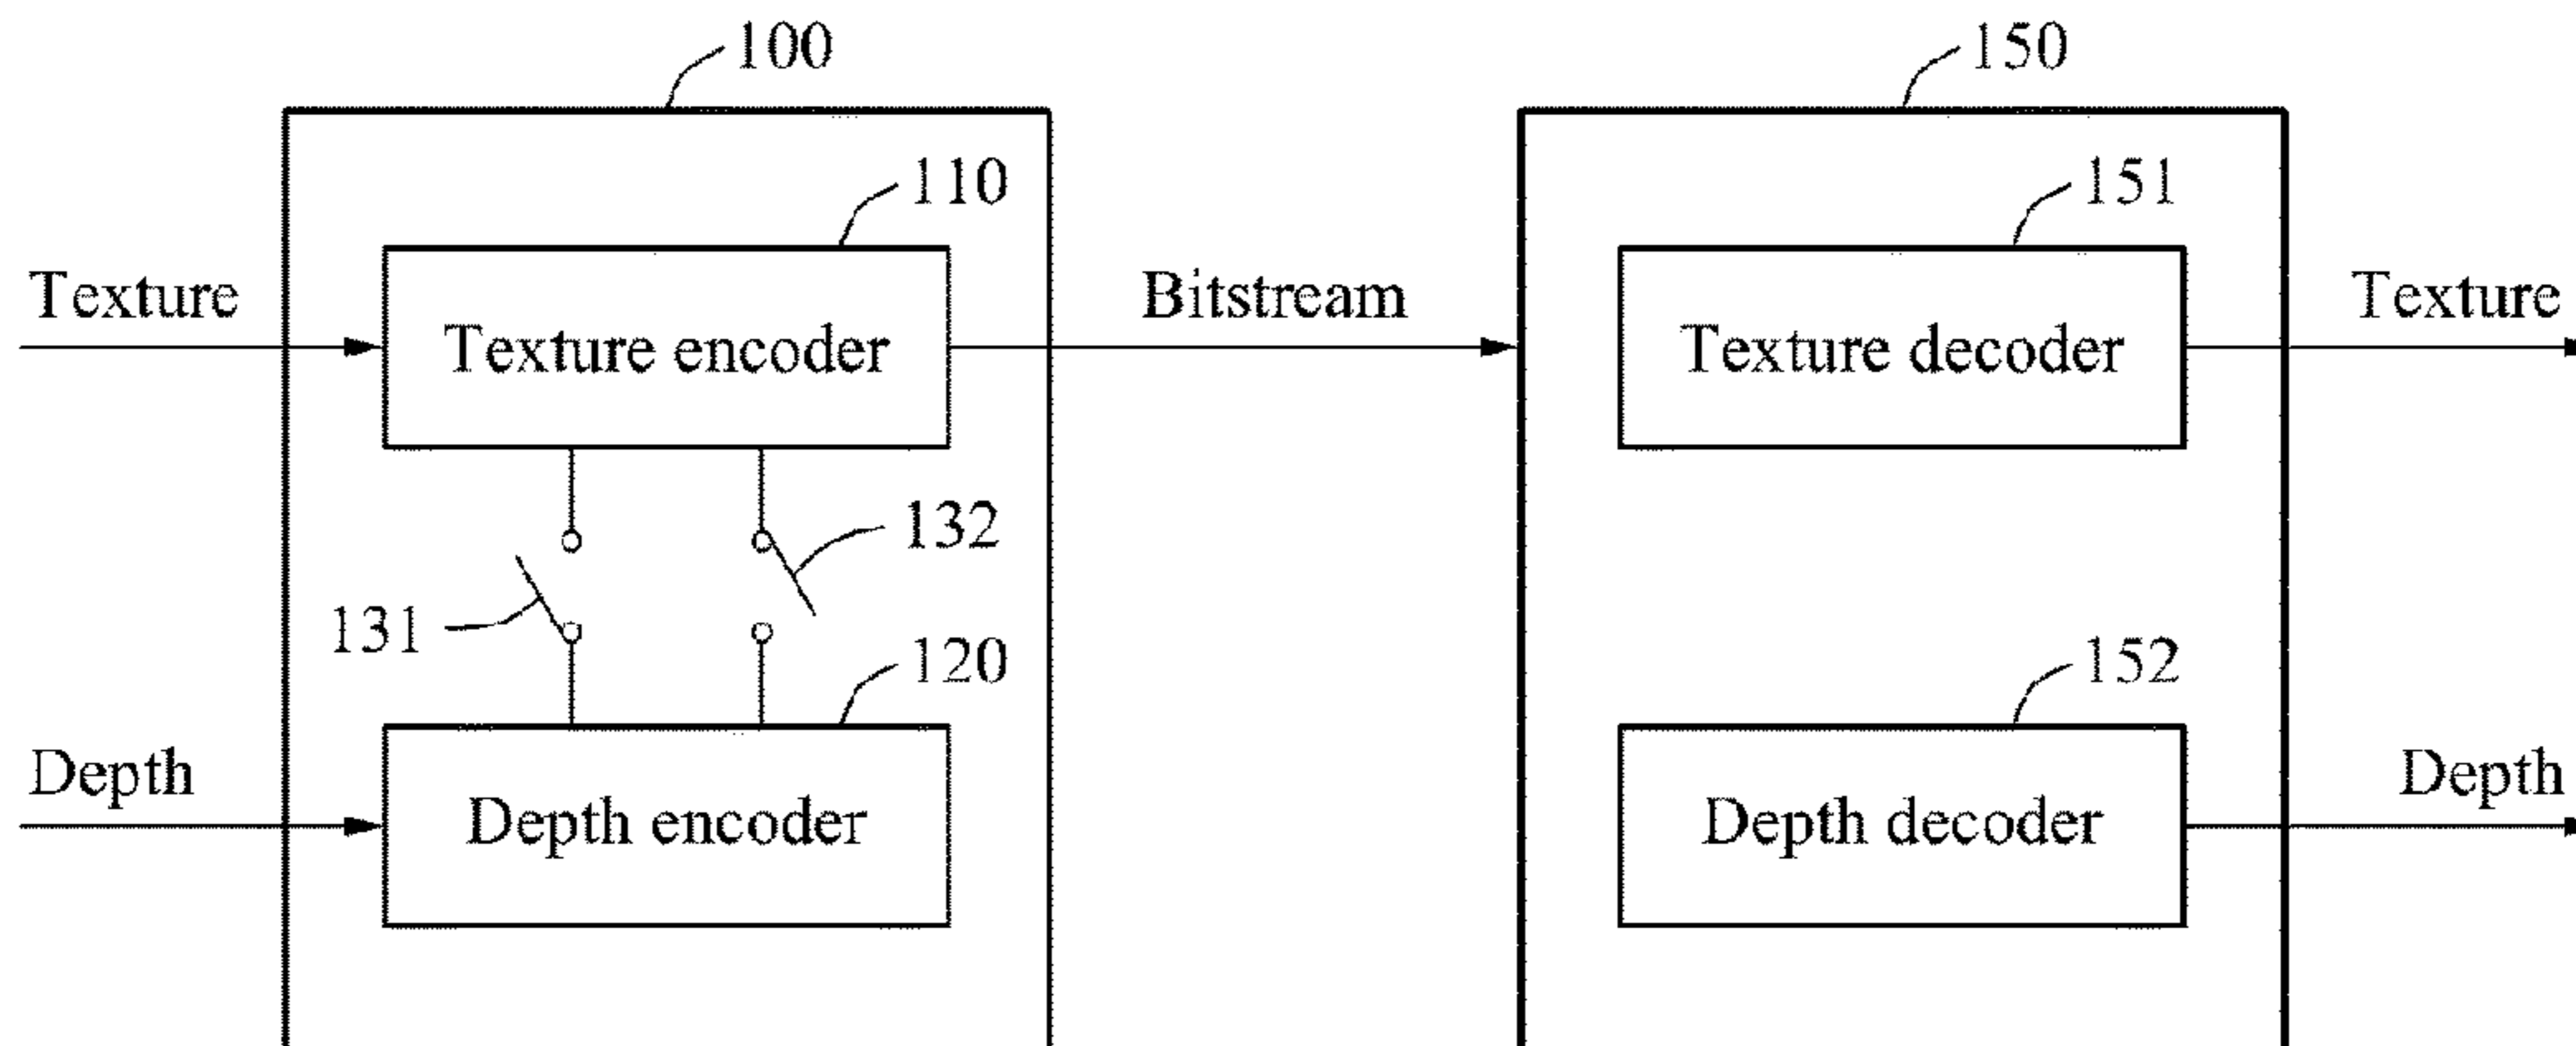 100
150
110
151
Texture
Bitstream
Texture
Texture encoder
Texture decoder
132
131
120
152
Depth
Depth
Depth encoder
Depth decoder